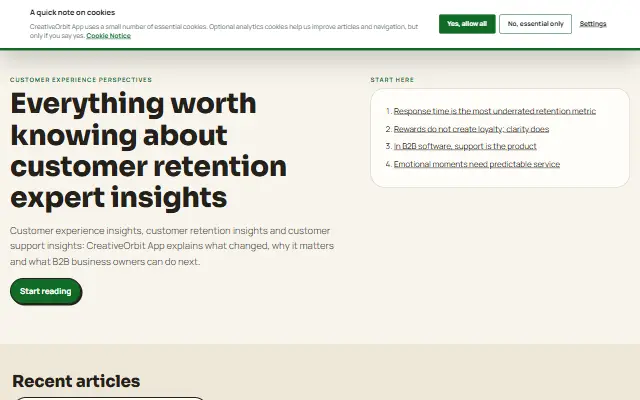 A quick note on cookies
CreativeOrbit App uses a small number of essential cookies. Optional analytics cookies help us improve articles and navigation, but
only if you say yes. Cookie Notice
Yes, allow all
No, essential only
Settings
CUSTOMER EXPERIENCE PERSPECTIVES
Everything worth
knowing about
customer retention
expert insights
Customer experience insights, customer retention insights and customer
support insights: CreativeOrbit App explains what changed, why it matters
and what B2B business owners can do next.
Start reading
START HERE
1. Response time is the most underrated retention metric
2. Rewards do not create loyalty; clarity does
3. In B2B software, support is the product
4. Emotional moments need predictable service
Recent articles